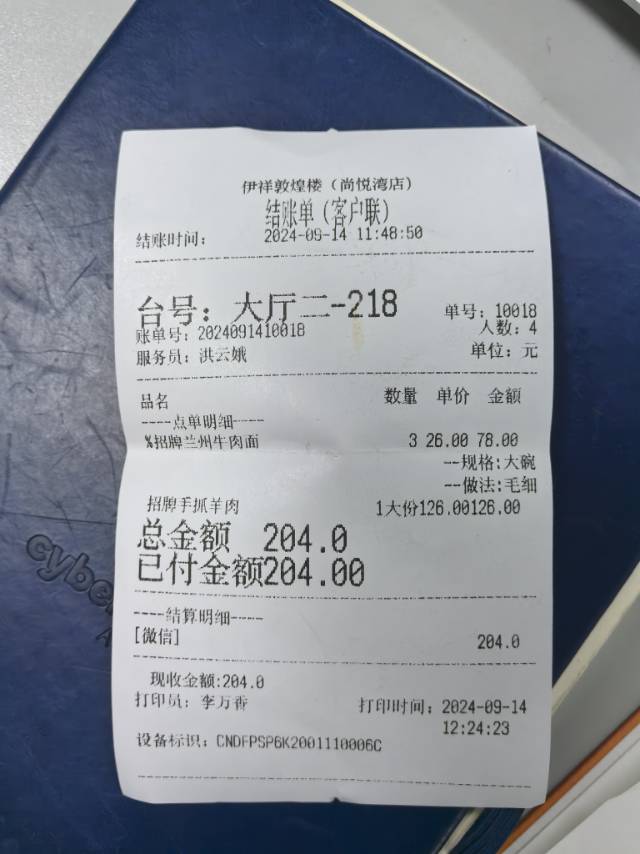 伊祥敦煌楼（尚悦湾店）
结账单（客户联）
结账时间： 2024-09-14 11:48:50
台号：大厅二-218 单号：10018
账单号：2024091410018 人数：4
服务员：洪云娥 单位：元
品名 数量 单价 金额
----点单明细----
%招牌兰州牛肉面 3 26.00 78.00
--规格:大碗
--做法:毛细
招牌手抓羊肉 1大份126.00126.00
总金额 204.0
已付金额204.00
----结算明细----
[微信] 204.0
现收金额:204.0
打印员：李万香 打印时间：2024-09-14
12:24:23
设备标识：CNDFPSP6K2001110006C
cybe